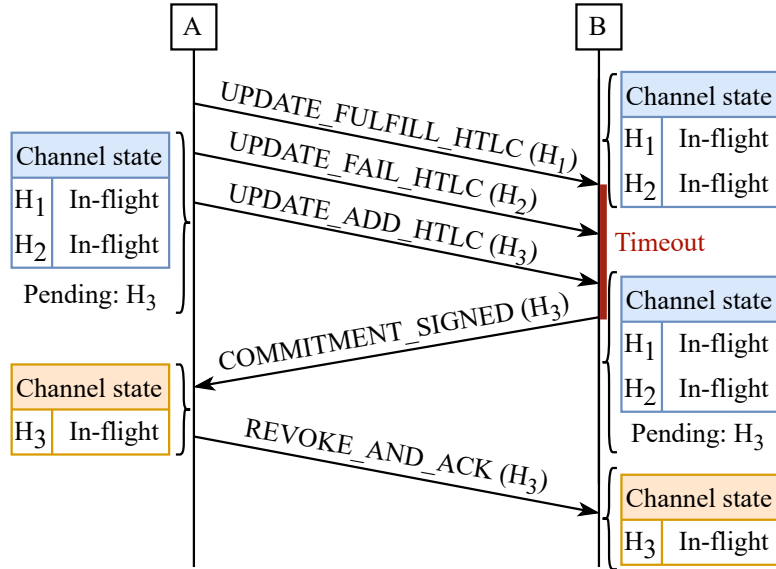 A
B
UPDATE_FULFILL_HTLC (H1)
UPDATE_FAIL_HTLC (H2)
UPDATE_ADD_HTLC (H3)
Channel state
H1 In-flight
H2 In-flight
Channel state
H1 In-flight
H2 In-flight
Pending: H3
Timeout
COMMITMENT_SIGNED (H3)
Channel state
H1 In-flight
H2 In-flight
Pending: H3
Channel state
H3 In-flight
REVOKE_AND_ACK (H3)
Channel state
H3 In-flight